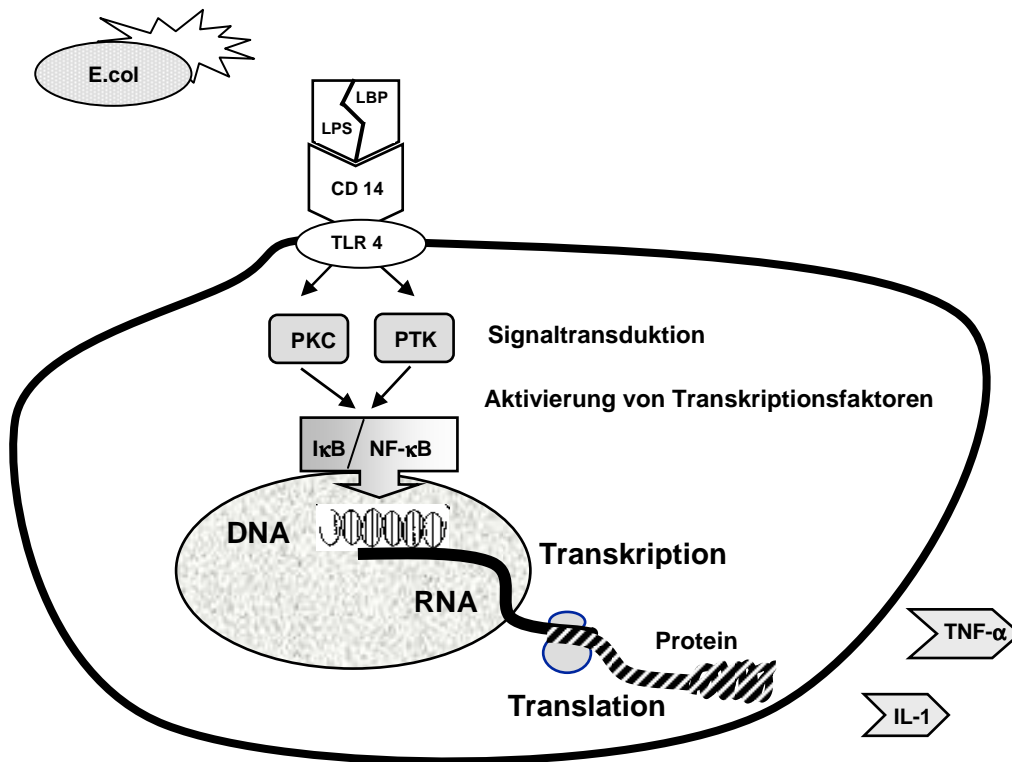 E.col
LBP
LPS
CD 14
TLR 4
PKC
PTK
Signaltransduktion
Aktivierung von Transkriptionsfaktoren
IκB
NF-κB
DNA
Transkription
RNA
TNF-α
Protein
Translation
IL-1